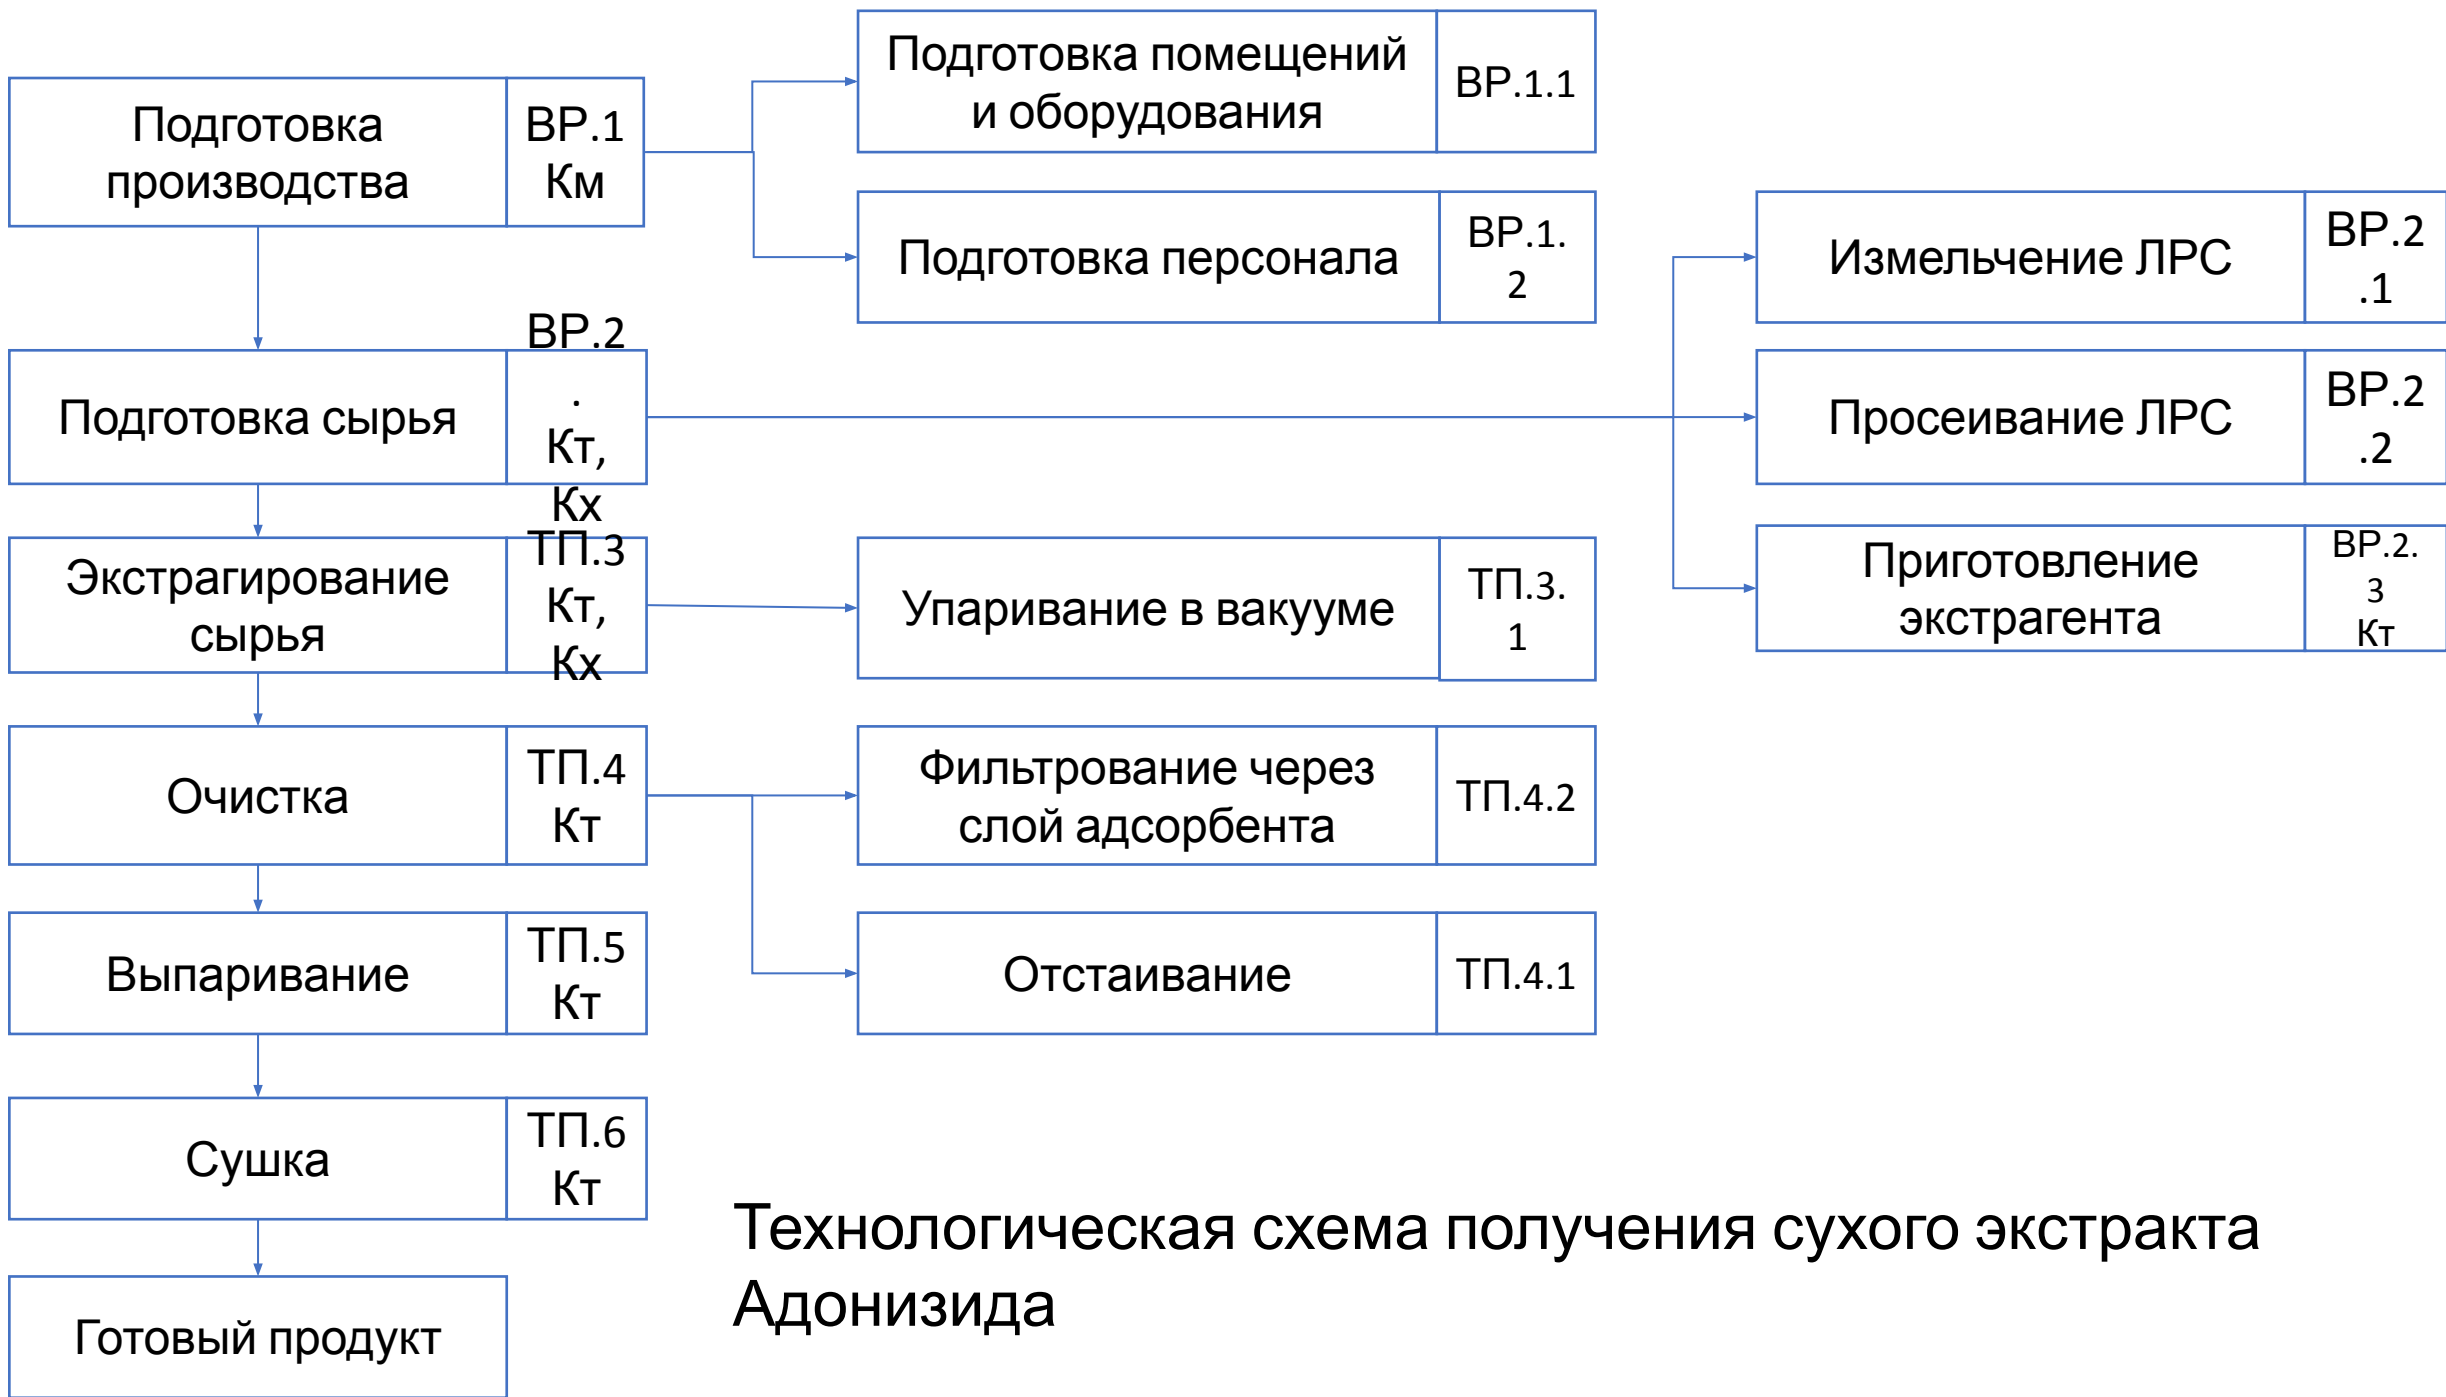 Подготовка
производства
ВР.1
Км
Подготовка помещений
и оборудования
ВР.1.1
Подготовка персонала
ВР.1.
2
Измельчение ЛРС
ВР.2
.1
Подготовка сырья
ВР.2
.
Кт,
Кх
Просеивание ЛРС
ВР.2
.2
Приготовление
экстрагента
ВР.2.
3
Кт
Экстрагирование
сырья
ТП.3
Кт,
Кх
Упаривание в вакууме
ТП.3.
1
Очистка
ТП.4
Кт
Фильтрование через
слой адсорбента
ТП.4.2
Отстаивание
ТП.4.1
Выпаривание
ТП.5
Кт
Сушка
ТП.6
Кт
Готовый продукт
Технологическая схема получения сухого экстракта
Адонизида